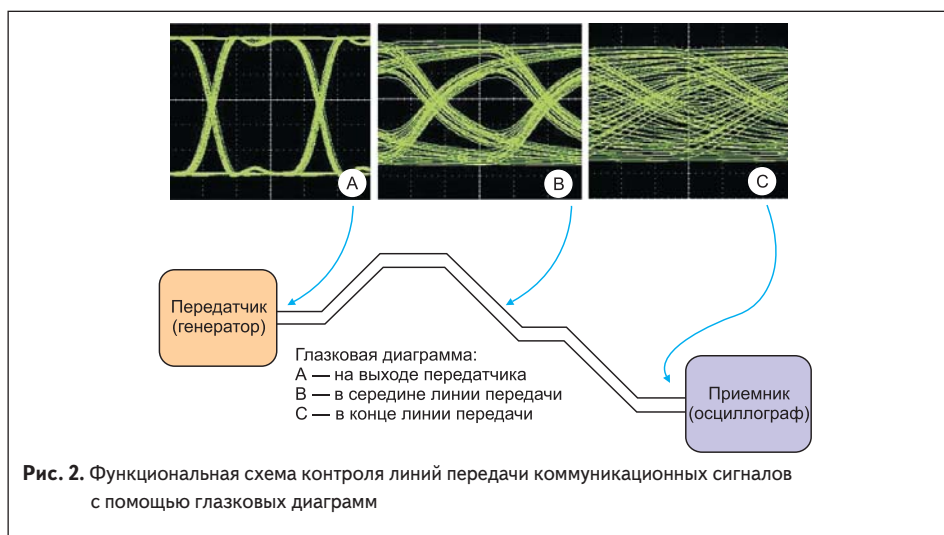 A
B
C
Передатчик
(генератор)
Глазковая диаграмма:
A — на выходе передатчика
B — в середине линии передачи
C — в конце линии передачи
Приемник
(осциллограф)
Рис. 2. Функциональная схема контроля линий передачи коммуникационных сигналов
с помощью глазковых диаграмм